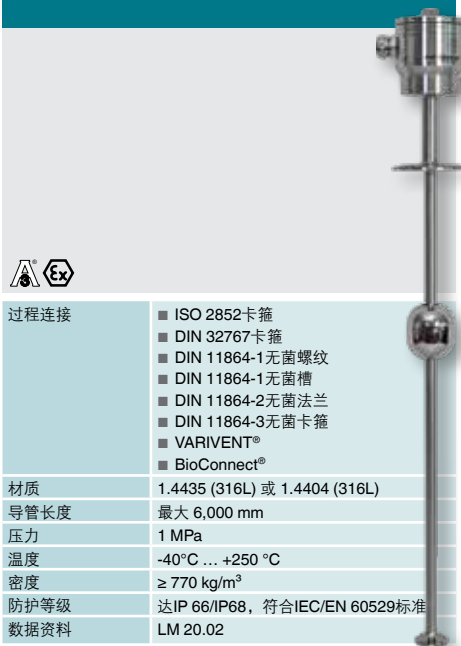 A
3
Ex
过程连接
■ ISO 2852卡箍
■ DIN 32767卡箍
■ DIN 11864-1无菌螺纹
■ DIN 11864-1无菌槽
■ DIN 11864-2无菌法兰
■ DIN 11864-3无菌卡箍
■ VARIVENT®
■ BioConnect®
材质 1.4435 (316L) 或 1.4404 (316L)
导管长度 最大 6,000 mm
压力 1 MPa
温度 -40°C … +250 °C
密度 ≥ 770 kg/m³
防护等级 达IP 66/IP68，符合IEC/EN 60529标准
数据资料 LM 20.02